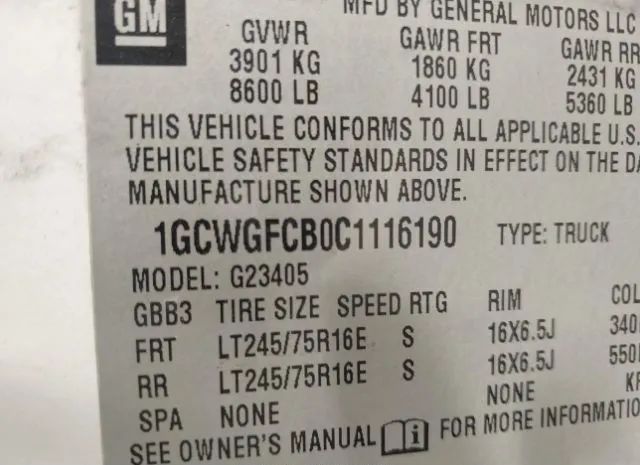 GM
MFD BY GENERAL MOTORS LLC
GVWR GAWR FRT GAWR RR
3901 KG 1860 KG 2431 KG
8600 LB 4100 LB 5360 LB
THIS VEHICLE CONFORMS TO ALL APPLICABLE U.S.
VEHICLE SAFETY STANDARDS IN EFFECT ON THE DA
MANUFACTURE SHOWN ABOVE.
1GCWGFCB0C1116190 TYPE: TRUCK
MODEL: G23405
GBB3 TIRE SIZE SPEED RTG RIM COL
FRT LT245/75R16E S 16X6.5J 340
RR LT245/75R16E S 16X6.5J 550
SPA NONE NONE KP
SEE OWNER'S MANUAL i FOR MORE INFORMATIO